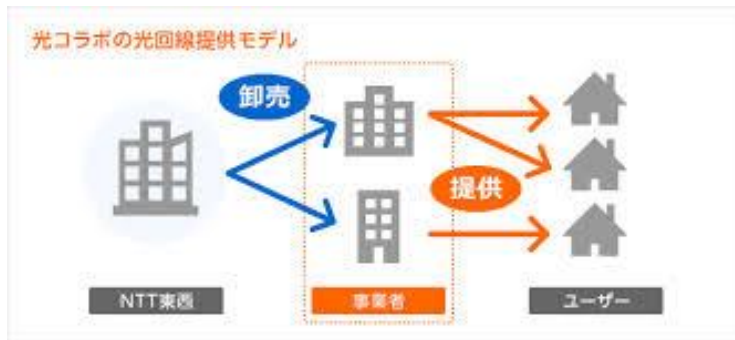 光コラボの光回線提供モデル
卸売
提供
NTT東西
事業者
ユーザー